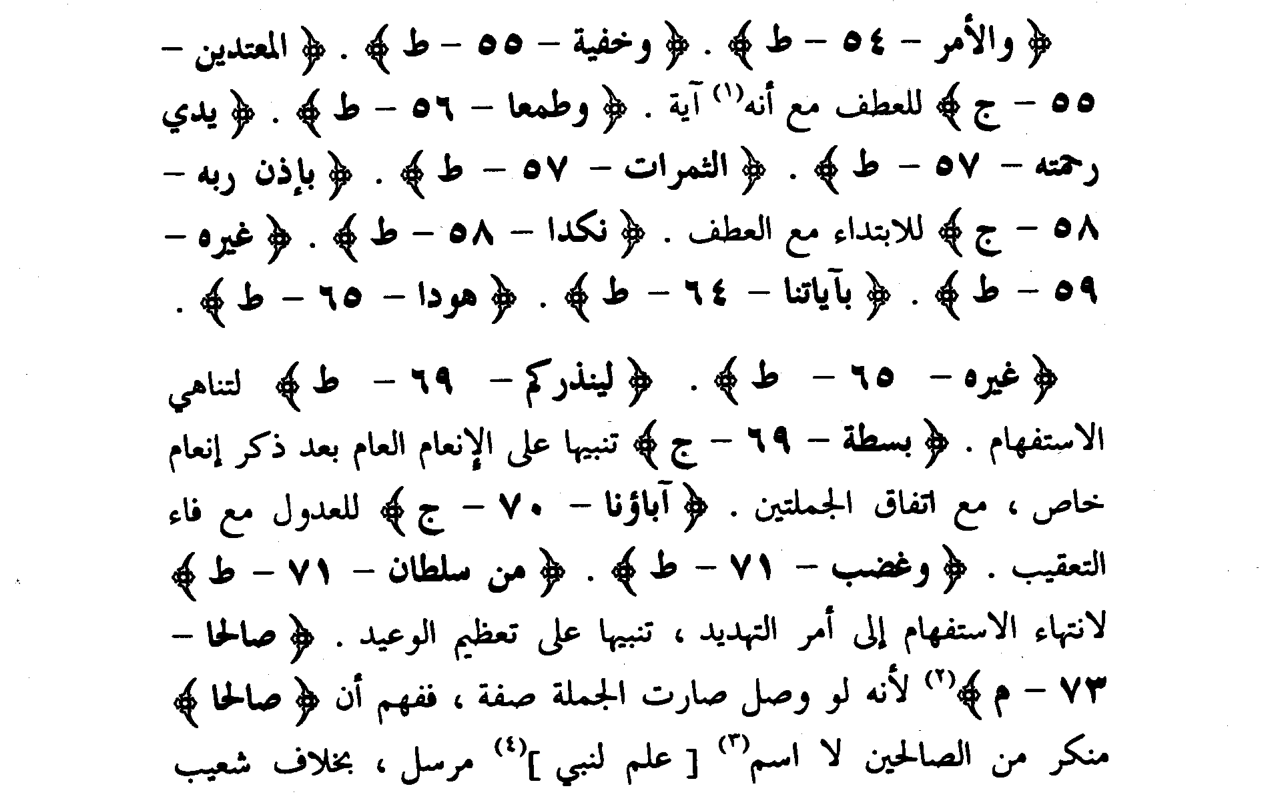 ﴿ والأمر – ٥٤ – ط ﴾ . ﴿ وخفية – ٥٥ – ط ﴾ . ﴿ المعتدين –
٥٥ – ج ﴾ للعطف مع أنه(١) آية . ﴿ وطمعا – ٥٦ – ط ﴾ . ﴿ يدي
رحمته – ٥٧ – ط ﴾ . ﴿ الثمرات – ٥٧ – ط ﴾ . ﴿ بإذن ربه –
٥٨ – ج ﴾ للابتداء مع العطف . ﴿ نكدا – ٥٨ – ط ﴾ . ﴿ غيره –
٥٩ – ط ﴾ . ﴿ بآياتنا – ٦٤ – ط ﴾ . ﴿ هودا – ٦٥ – ط ﴾ .
﴿ غيره – ٦٥ – ط ﴾ . ﴿ لينذركم – ٦٩ – ط ﴾ لتناهي
الاستفهام . ﴿ بسطة – ٦٩ – ج ﴾ تنبيها على الإنعام العام بعد ذكر إنعام
خاص ، مع اتفاق الجملتين . ﴿ آباؤنا – ٧٠ – ج ﴾ للعدول مع فاء
التعقيب . ﴿ وغضب – ٧١ – ط ﴾ . ﴿ من سلطان – ٧١ – ط ﴾
لانتهاء الاستفهام إلى أمر التهديد ، تنبيها على تعظيم الوعيد . ﴿ صالحا –
٧٣ – م ﴾(٢) لأنه لو وصل صارت الجملة صفة ، ففهم أن ﴿ صالحا ﴾
منكر من الصالحين لا اسم(٣) [ علم لنبي ](٤) مرسل ، بخلاف شعيب